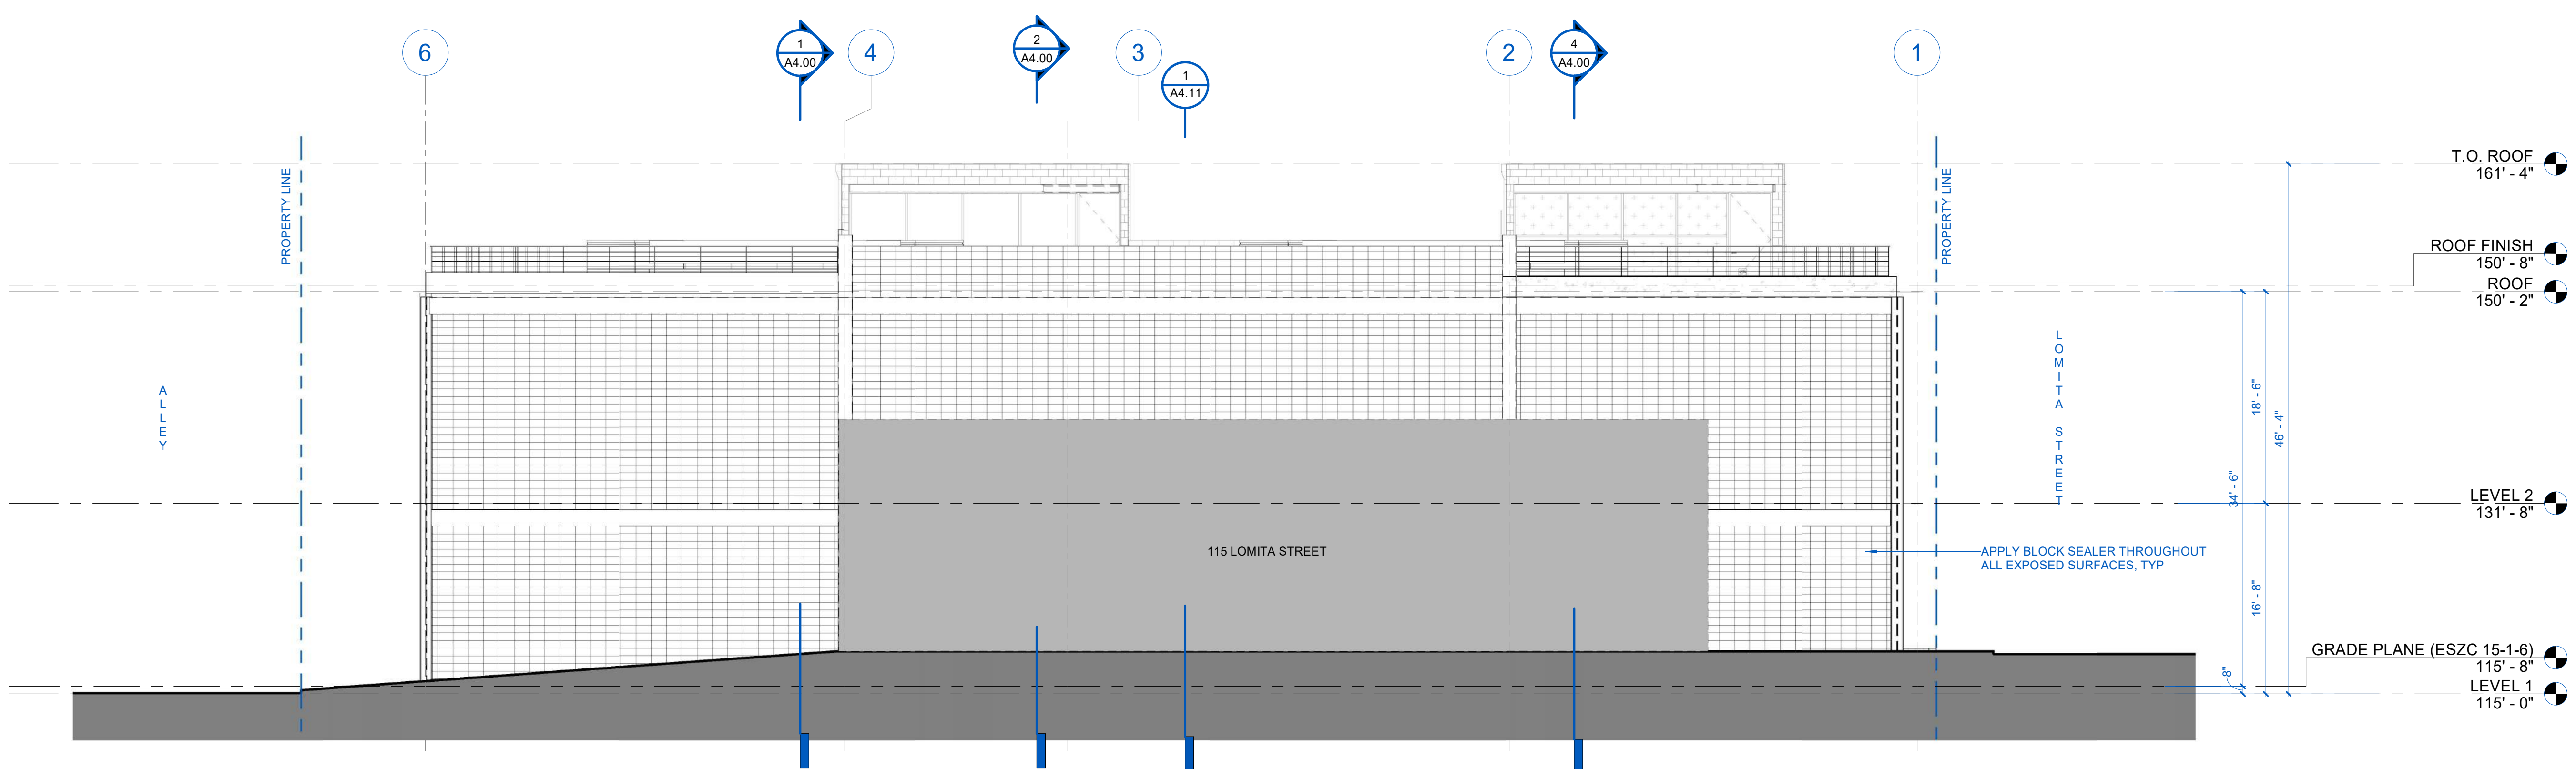 6
1
A4.00
4
2
A4.00
3
1
A4.11
2
4
A4.00
1
PROPERTY LINE
PROPERTY LINE
T.O. ROOF
161' - 4"
ROOF FINISH
150' - 8"
ROOF
150' - 2"
ALLEY
LOMITA STREET
18' - 6"
46' - 4"
34' - 6"
LEVEL 2
131' - 8"
115 LOMITA STREET
APPLY BLOCK SEALER THROUGHOUT
ALL EXPOSED SURFACES, TYP
16' - 8"
GRADE PLANE (ESZC 15-1-6)
115' - 8"
8"
LEVEL 1
115' - 0"